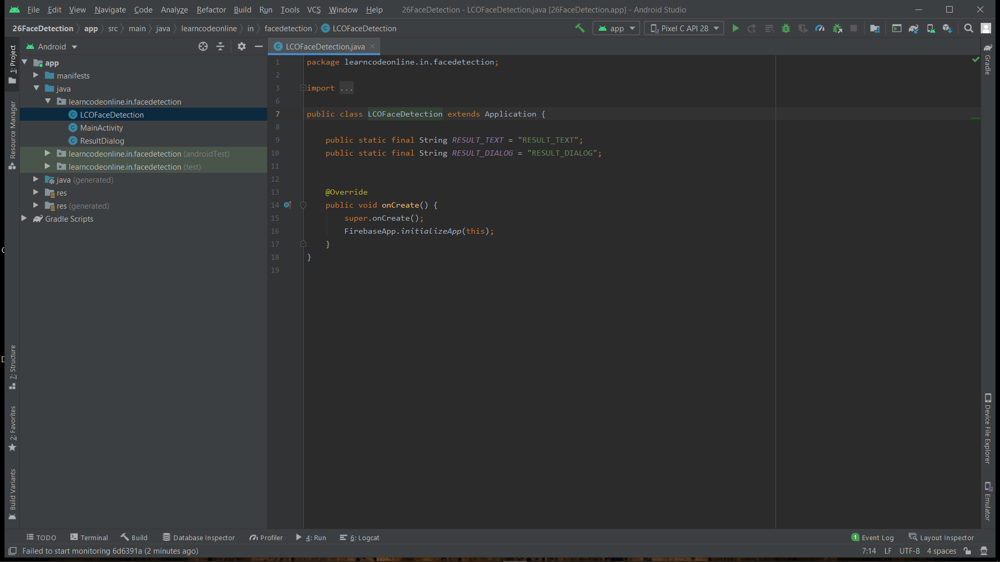 File Edit View Navigate Code Analyze Refactor Build Run Tools VCS Window Help 26FaceDetection - LCOFaceDetection.java [26FaceDetection.app] - Android Studio
26FaceDetection app src main java learncodeonline in facedetection LCOFaceDetection app Pixel C API 28
Android
LCOFaceDetection.java
1: Project
Resource Manager
7: Structure
2: Favorites
Build Variants
app
manifests
java
learncodeonline.in.facedetection
LCOFaceDetection
MainActivity
ResultDialog
learncodeonline.in.facedetection (androidTest)
learncodeonline.in.facedetection (test)
java (generated)
res
res (generated)
Gradle Scripts
1 package learncodeonline.in.facedetection;
2
3 import ...
6
7 public class LCOFaceDetection extends Application {
8
9 public static final String RESULT_TEXT = "RESULT_TEXT";
10 public static final String RESULT_DIALOG = "RESULT_DIALOG";
11
12
13 @Override
14 public void onCreate() {
15 super.onCreate();
16 FirebaseApp.initializeApp(this);
17 }
18 }
19
Gradle
Device File Explorer
Emulator
TODO Terminal Build Database Inspector Profiler 4: Run 6: Logcat 1 Event Log Layout Inspector
Failed to start monitoring 6d6391a (2 minutes ago) 7:14 LF UTF-8 4 spaces